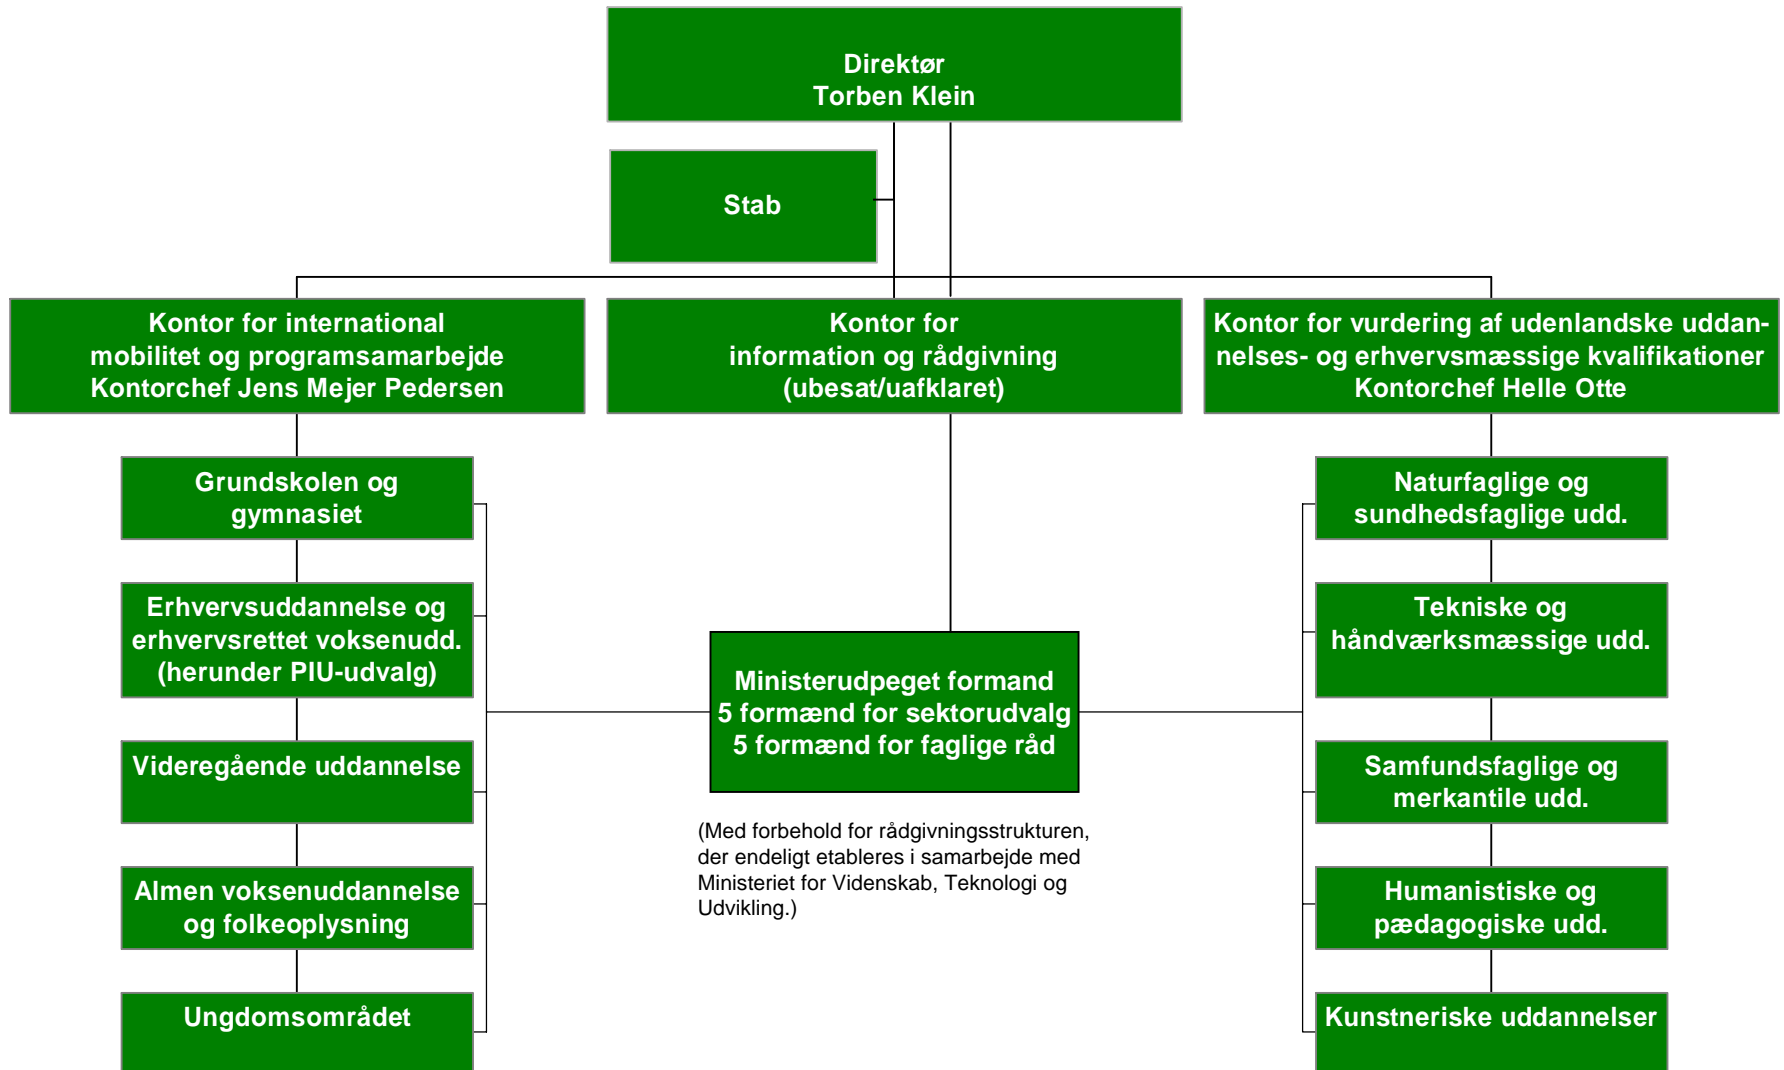 Direktør
Torben Klein
Stab
Kontor for international
mobilitet og programsamarbejde
Kontorchef Jens Mejer Pedersen
Kontor for
information og rådgivning
(ubesat/uafklaret)
Kontor for vurdering af udenlandske uddan-
nelses- og erhvervsmæssige kvalifikationer
Kontorchef Helle Otte
Grundskolen og
gymnasiet
Erhvervsuddannelse og
erhvervsrettet voksenudd.
(herunder PIU-udvalg)
Videregående uddannelse
Almen voksenuddannelse
og folkeoplysning
Ungdomsområdet
Ministerudpeget formand
5 formænd for sektorudvalg
5 formænd for faglige råd
(Med forbehold for rådgivningsstrukturen,
der endeligt etableres i samarbejde med
Ministeriet for Videnskab, Teknologi og
Udvikling.)
Naturfaglige og
sundhedsfaglige udd.
Tekniske og
håndværksmæssige udd.
Samfundsfaglige og
merkantile udd.
Humanistiske og
pædagogiske udd.
Kunstneriske uddannelser